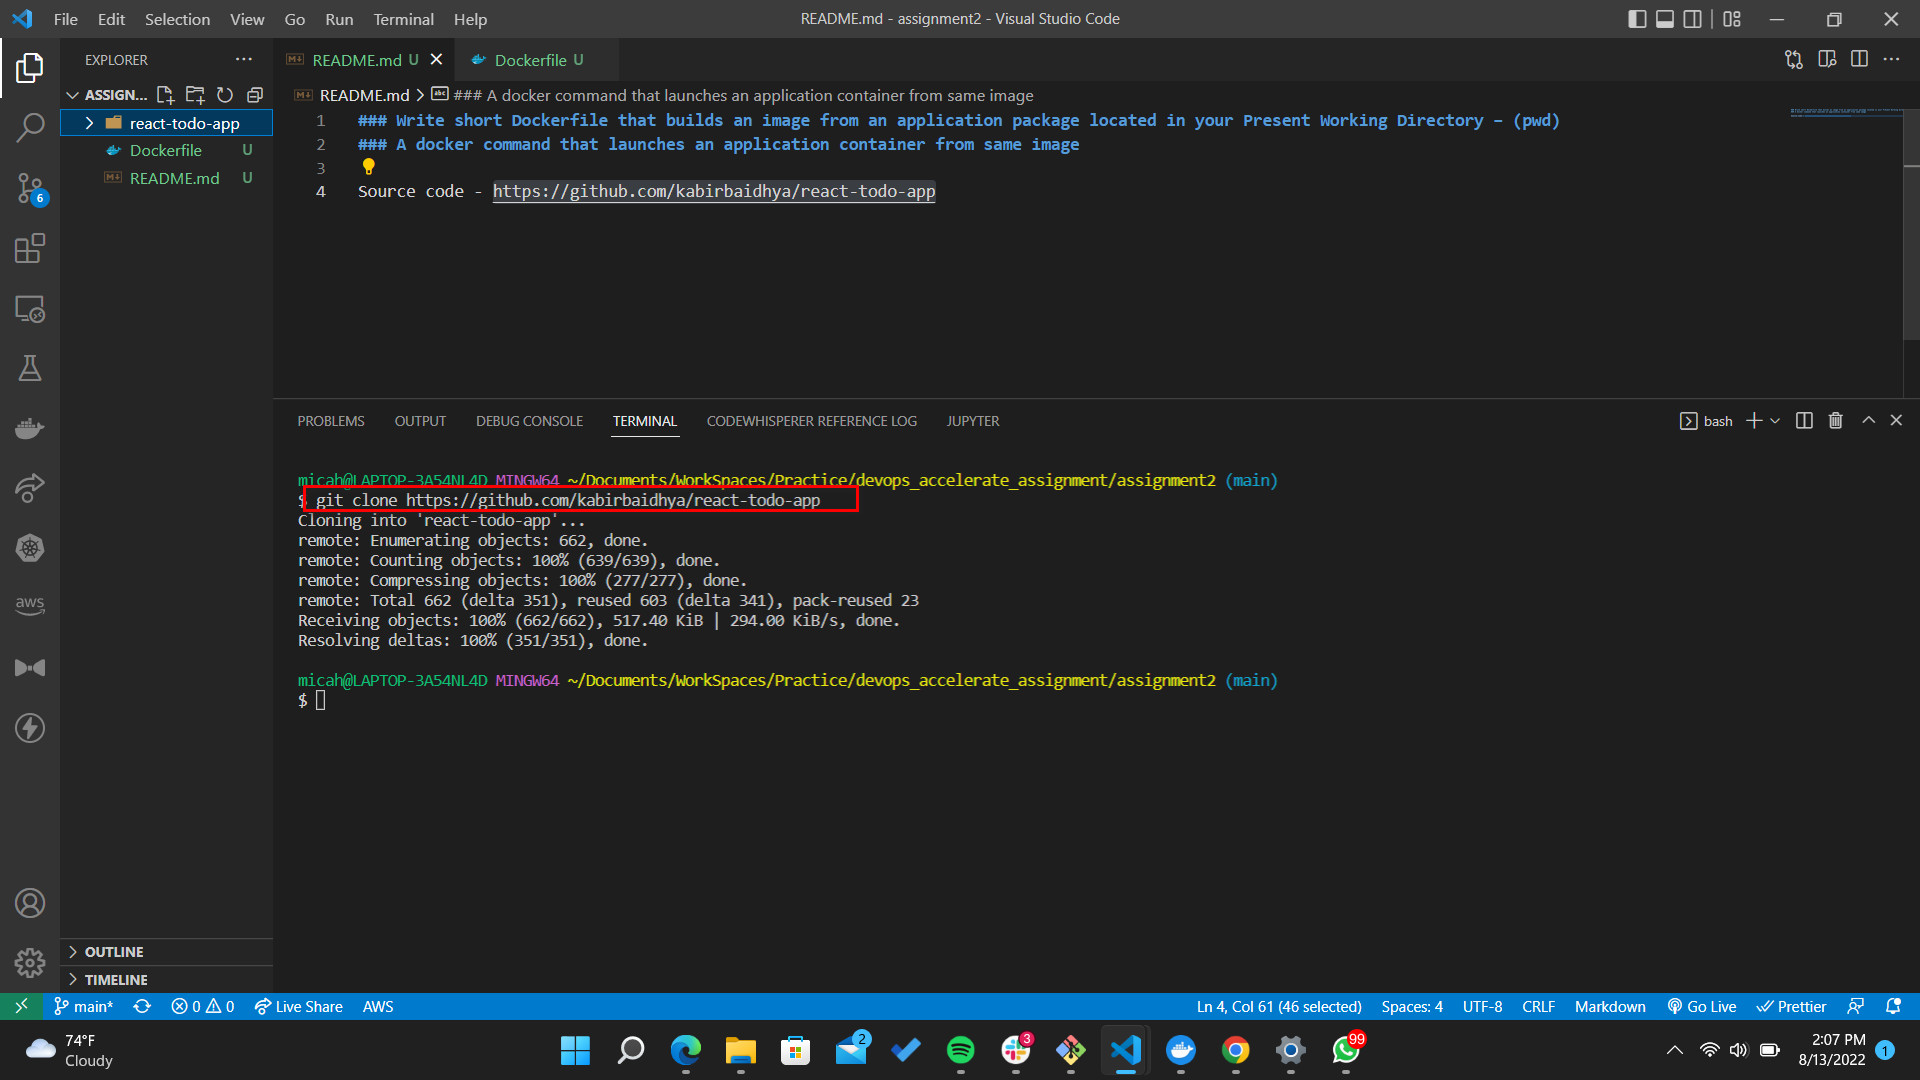 File Edit Selection View Go Run Terminal Help
README.md - assignment2 - Visual Studio Code
EXPLORER
ASSIGN...
react-todo-app
Dockerfile U
README.md U
6
aws
OUTLINE
TIMELINE
README.md U
Dockerfile U
README.md > ### A docker command that launches an application container from same image
1 ### Write short Dockerfile that builds an image from an application package located in your Present Working Directory – (pwd)
2 ### A docker command that launches an application container from same image
3
4 Source code - https://github.com/kabirbaidhya/react-todo-app
PROBLEMS OUTPUT DEBUG CONSOLE TERMINAL CODEWHISPERER REFERENCE LOG JUPYTER
bash
micah@LAPTOP-3A54NL4D MINGW64 ~/Documents/WorkSpaces/Practice/devops_accelerate_assignment/assignment2 (main)
$ git clone https://github.com/kabirbaidhya/react-todo-app
Cloning into 'react-todo-app'...
remote: Enumerating objects: 662, done.
remote: Counting objects: 100% (639/639), done.
remote: Compressing objects: 100% (277/277), done.
remote: Total 662 (delta 351), reused 603 (delta 341), pack-reused 23
Receiving objects: 100% (662/662), 517.40 KiB | 294.00 KiB/s, done.
Resolving deltas: 100% (351/351), done.
micah@LAPTOP-3A54NL4D MINGW64 ~/Documents/WorkSpaces/Practice/devops_accelerate_assignment/assignment2 (main)
$
main* 0 0 Live Share AWS
Ln 4, Col 61 (46 selected) Spaces: 4 UTF-8 CRLF Markdown Go Live Prettier
74°F
Cloudy
2
3
99
2:07 PM
8/13/2022
1